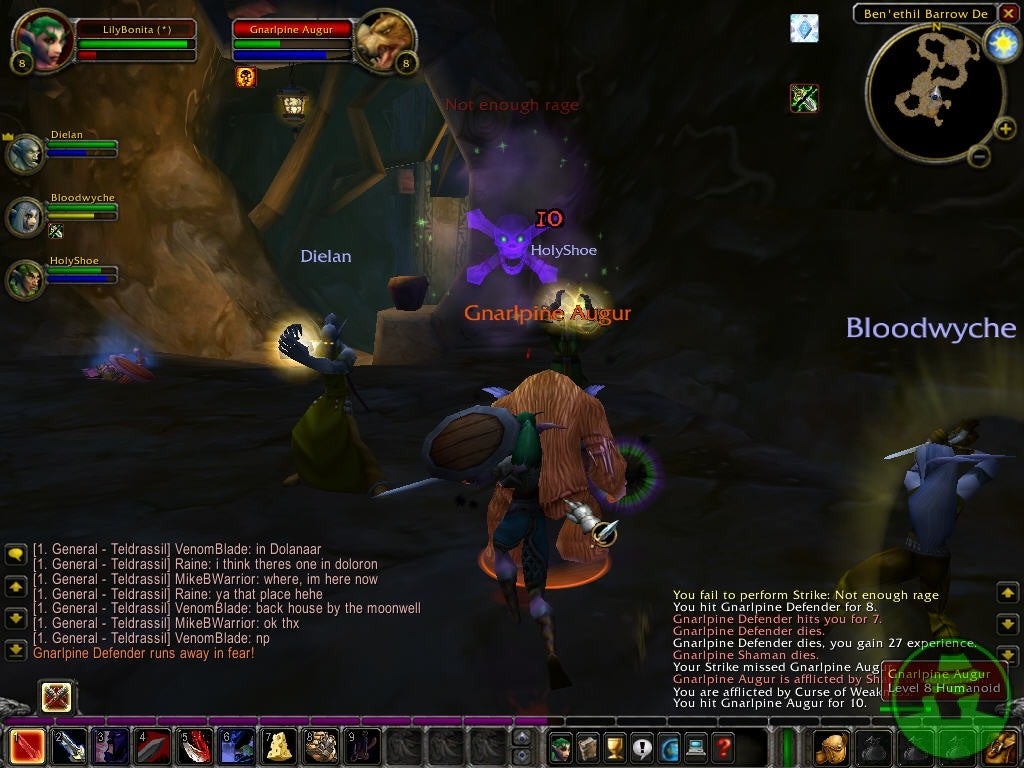 LilyBonita (*)
8
Gnarlpine Augur
8
Ben'ethil Barrow De
N
Not enough rage
Dielan
Bloodwyche
HolyShoe
10
HolyShoe
Dielan
Gnarlpine Augur
Bloodwyche
[1. General - Teldrassil] VenomBlade: in Dolanaar
[1. General - Teldrassil] Raine: i think theres one in doloron
[1. General - Teldrassil] MikeBWarrior: where, im here now
[1. General - Teldrassil] Raine: ya that place hehe
[1. General - Teldrassil] VenomBlade: back house by the moonwell
[1. General - Teldrassil] MikeBWarrior: ok thx
[1. General - Teldrassil] VenomBlade: np
Gnarlpine Defender runs away in fear!
You fail to perform Strike: Not enough rage
You hit Gnarlpine Defender for 8.
Gnarlpine Defender hits you for 7.
Gnarlpine Defender dies.
Gnarlpine Defender dies, you gain 27 experience.
Gnarlpine Shaman dies.
Your Strike missed Gnarlpine Aug
Gnarlpine Augur is afflicted by
You are afflicted by Curse of Weak
You hit Gnarlpine Augur for 10.
Gnarlpine Augur
Level 8 Humanoid
1 2 3 4 5 6 7 8 9